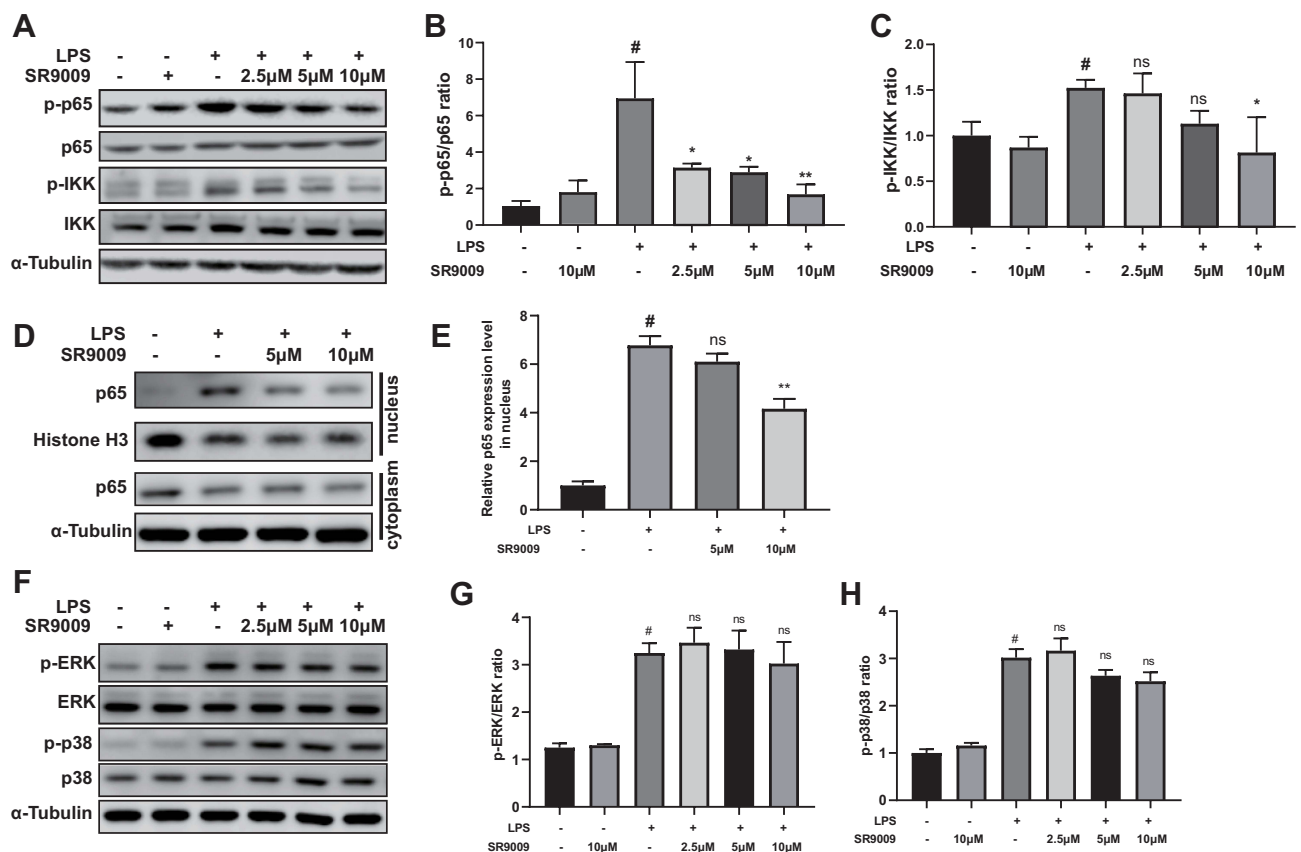 A
LPS - - + + + +
SR9009 - + - 2.5μM 5μM 10μM
p-p65
p65
p-IKK
IKK
α-Tubulin
B
p-p65/p65 ratio
10
8
6
4
2
0
# * * **
LPS - - + + + +
SR9009 - 10μM - 2.5μM 5μM 10μM
C
p-IKK/IKK ratio
2.0
1.5
1.0
0.5
0.0
# ns ns *
LPS - - + + + +
SR9009 - 10μM - 2.5μM 5μM 10μM
D
LPS - + + +
SR9009 - - 5μM 10μM
p65
Histone H3
nucleus
p65
α-Tubulin
cytoplasm
E
Relative p65 expression level
in nucleus
8
6
4
2
0
# ns **
LPS - + + +
SR9009 - - 5μM 10μM
F
LPS - - + + + +
SR9009 - + - 2.5μM 5μM 10μM
p-ERK
ERK
p-p38
p38
α-Tubulin
G
p-ERK/ERK ratio
4
3
2
1
0
# ns ns ns
LPS - - + + + +
SR9009 - 10μM - 2.5μM 5μM 10μM
H
p-p38/p38 ratio
4
3
2
1
0
# ns ns ns
LPS - - + + + +
SR9009 - 10μM - 2.5μM 5μM 10μM